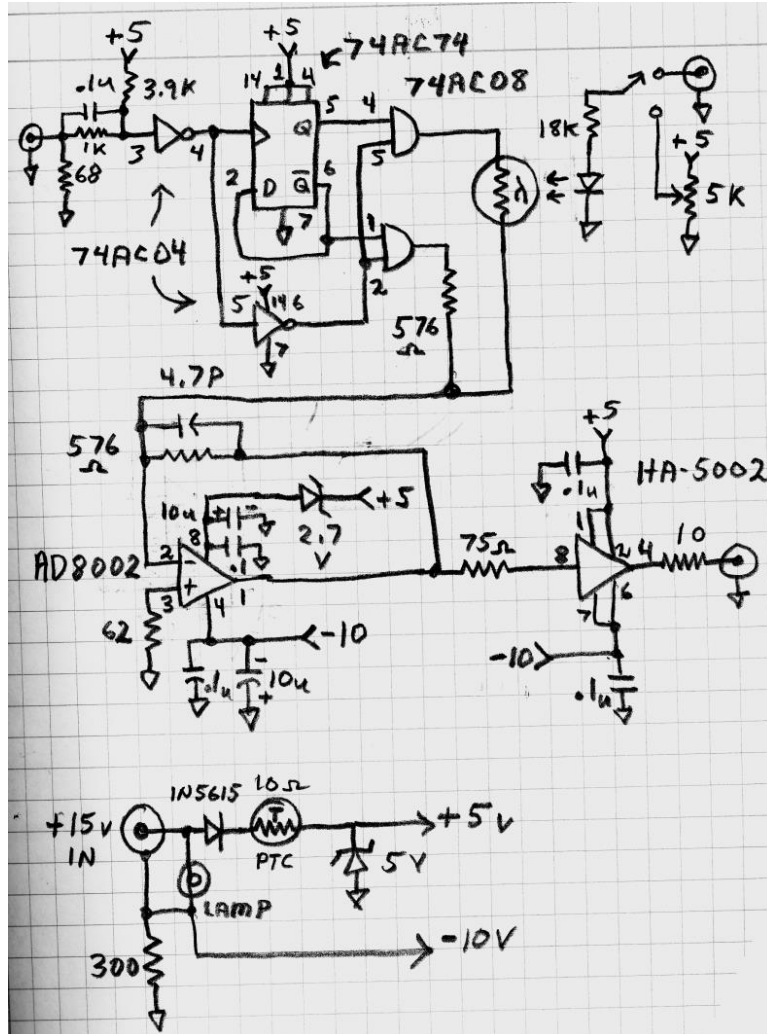 +5
.1u
3.9K
1K
68
3
4
74AC04
+5
74AC74
14
1
4
5
Q
2
D
Q̅
6
7
+5
5
14
6
7
74AC08
4
5
1
2
λ
576
Ω
18K
+5
5K
4.7P
576
Ω
10u
+
-
8
.1
2.7
V
+5
AD8002
2
-
+
3
1
4
62
-10
.1u
-
10u
+
75Ω
+5
.1u
HA-5002
1
2
8
4
10
7
6
-10
.1u
+15v
IN
1N5615
10Ω
T
PTC
+5v
5V
LAMP
-10V
300